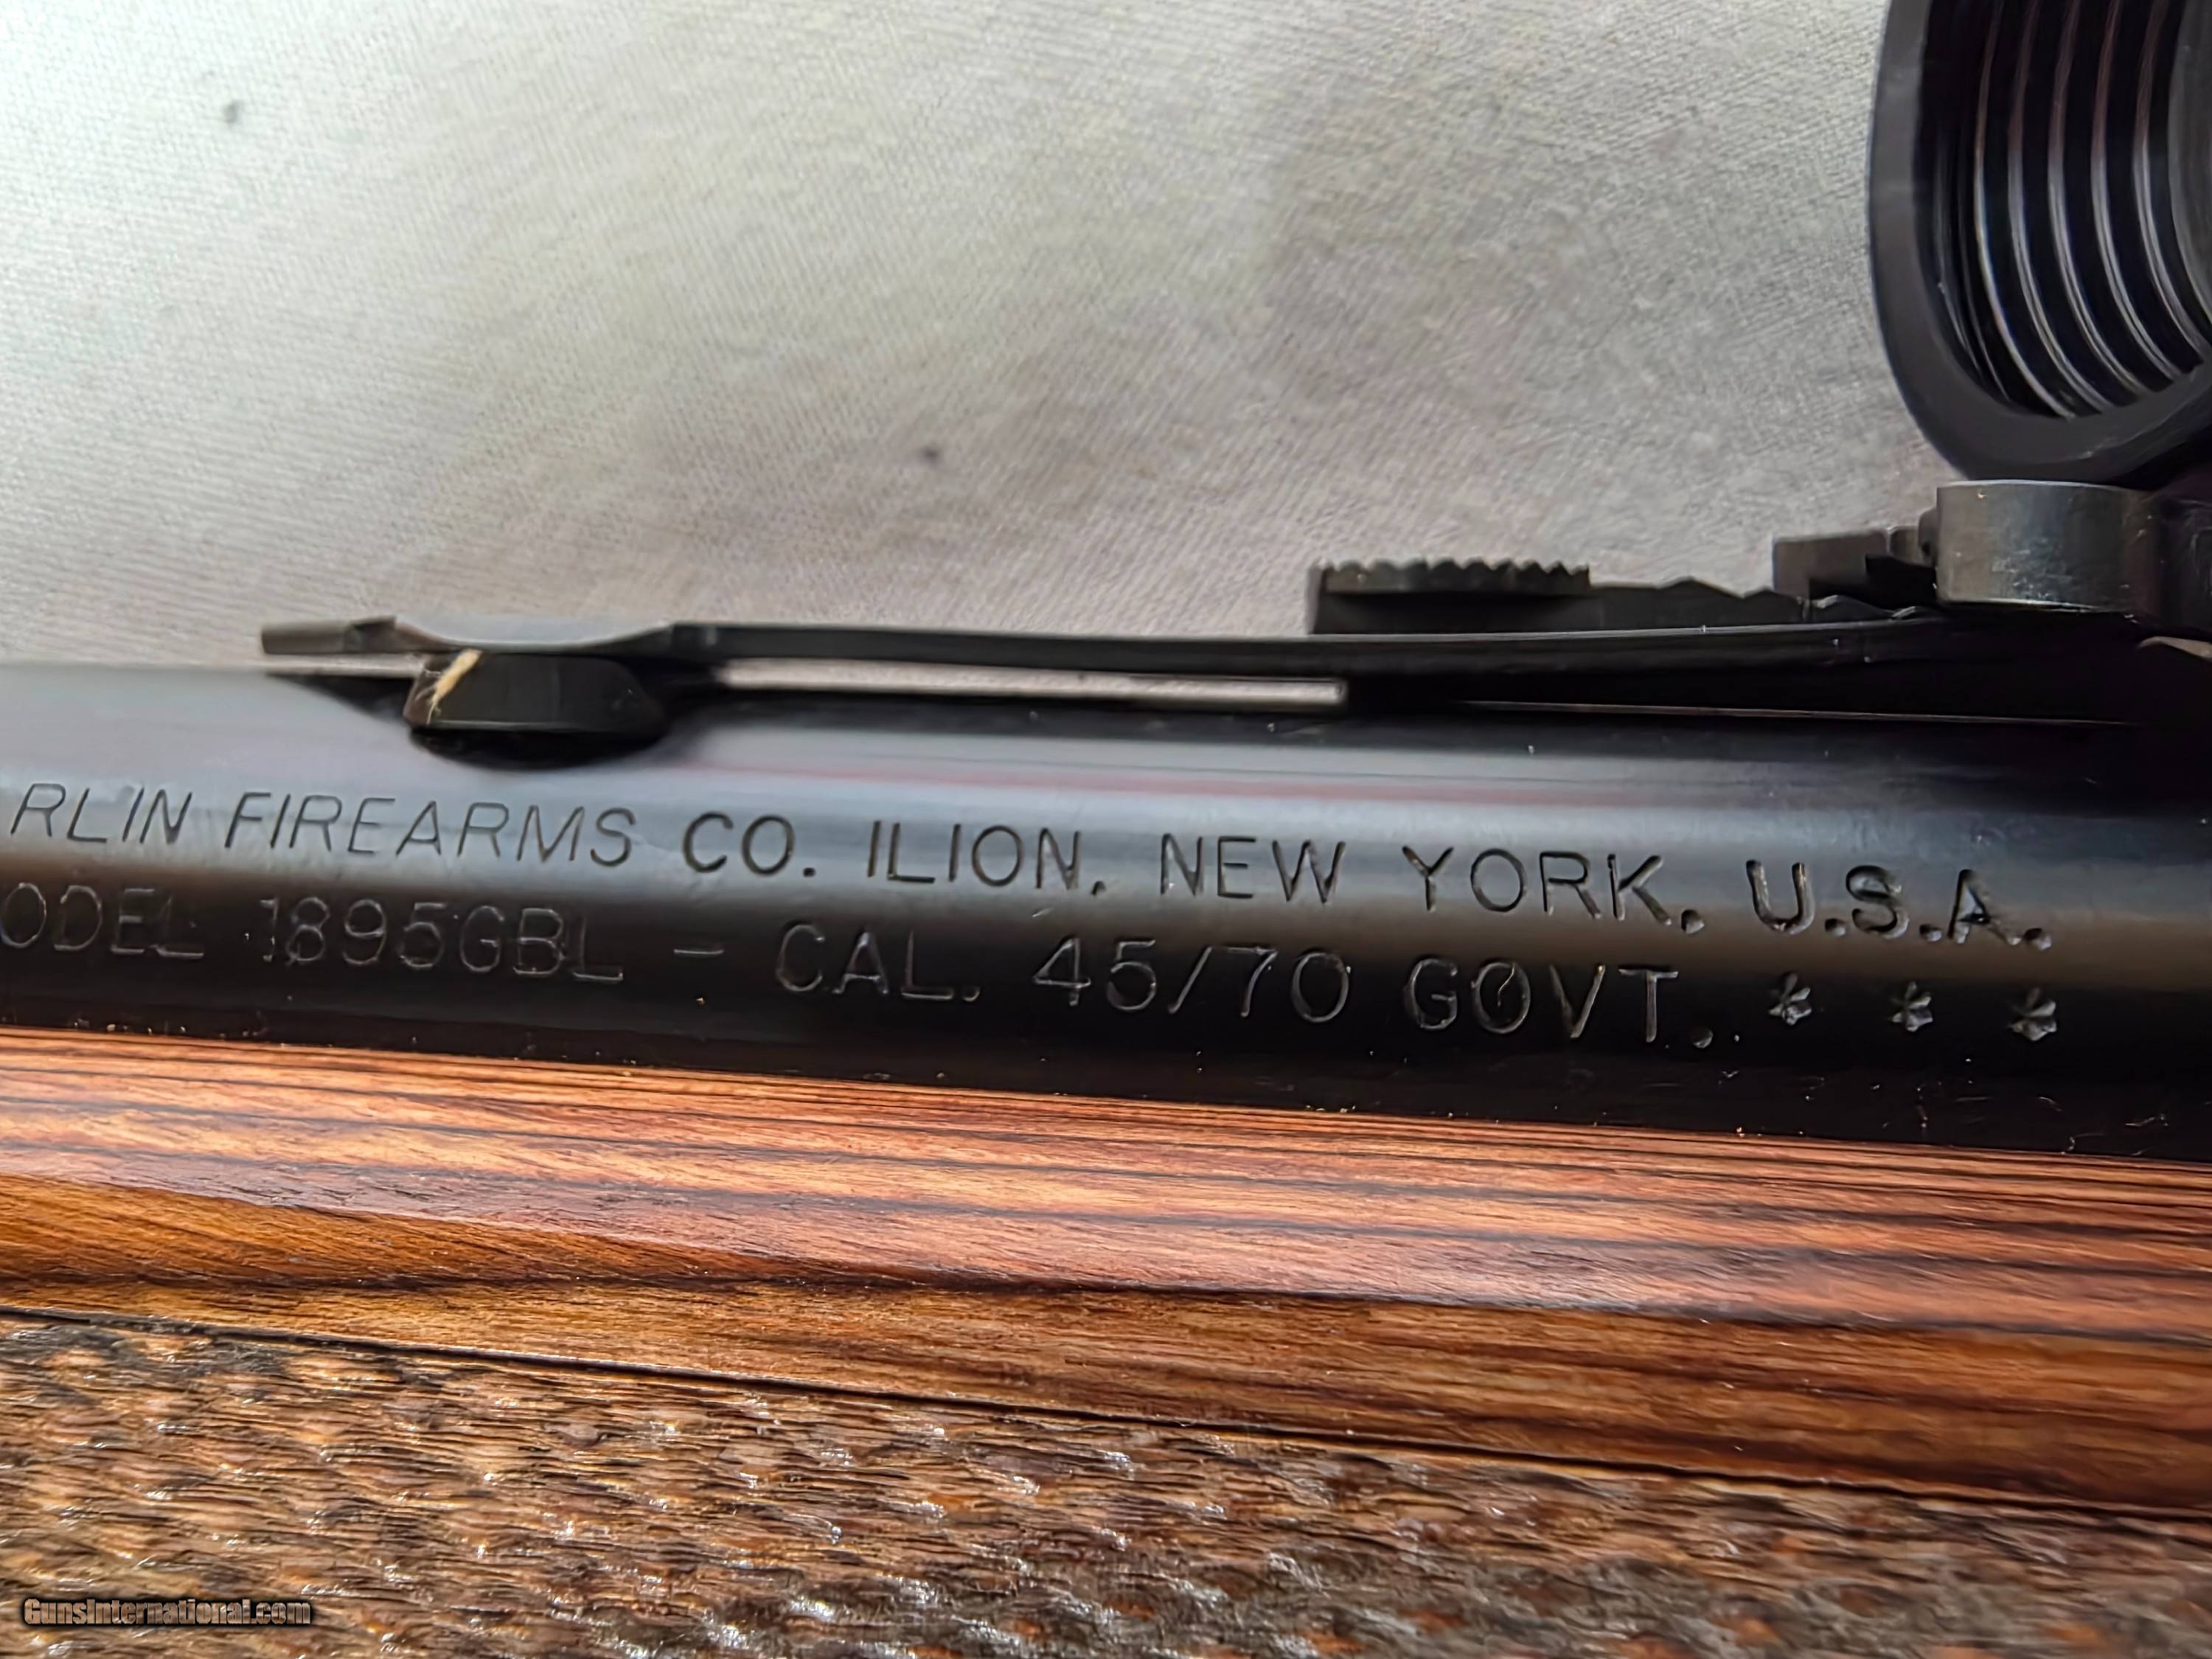 RLIN FIREARMS CO. ILION, NEW YORK, U.S.A.
ODEL 1895GBL - CAL. 45/70 GOVT. * * *
GunsInternational.com